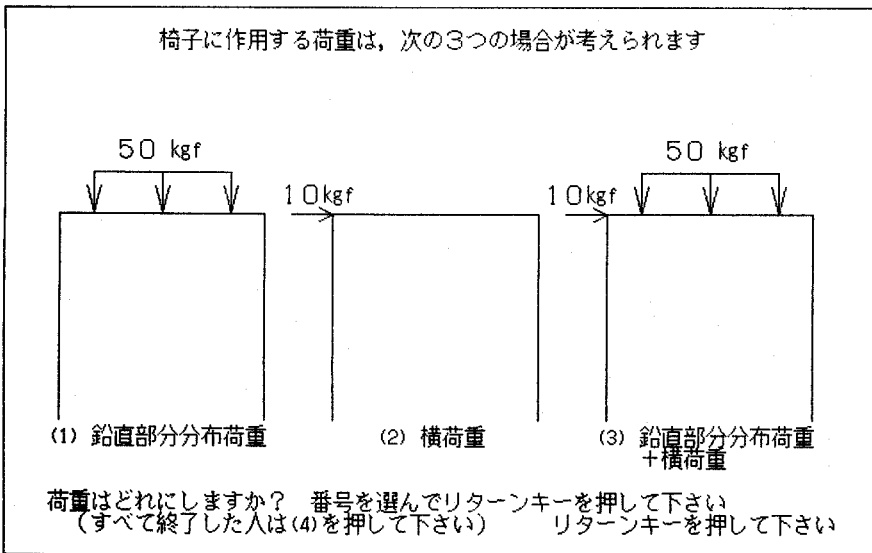 椅子に作用する荷重は，次の３つの場合が考えられます
５０ kgf
１０kgf
５０ kgf
１０kgf
(1) 鉛直部分分布荷重
(2) 横荷重
(3) 鉛直部分分布荷重
＋横荷重
荷重はどれにしますか？ 番号を選んでリターンキーを押して下さい
（すべて終了した人は(4)を押して下さい） リターンキーを押して下さい